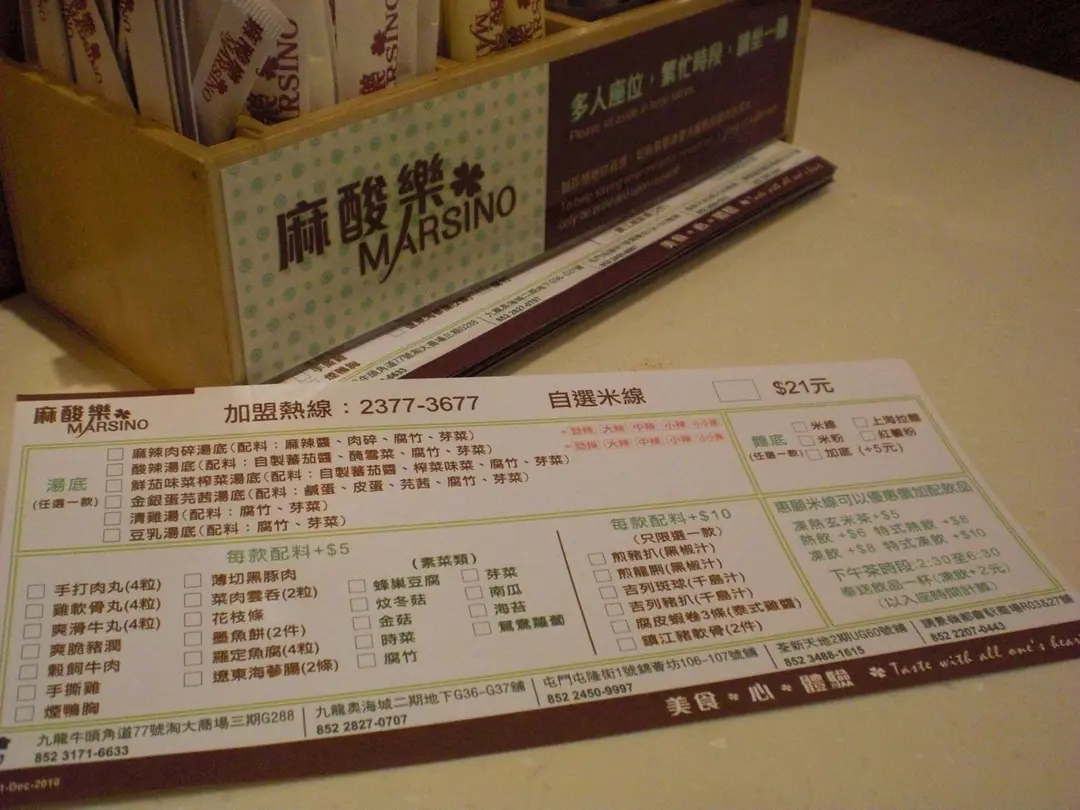 麻酸樂
MARSINO
多人座位，繁忙時段，請坐一邊
麻酸樂
MARSINO
加盟熱線：2377-3677
自選米線
$21元
湯底
(任選一款)
麻辣肉碎湯底(配料：麻辣醬、肉碎、腐竹、芽菜)
酸辣湯底(配料：自製蕃茄醬、醃雪菜、腐竹、芽菜)
鮮茄味菜榨菜湯底(配料：自製蕃茄醬、榨菜味菜、腐竹、芽菜)
金銀蛋芫茜湯底(配料：鹹蛋、皮蛋、芫茜、腐竹、芽菜)
清雞湯(配料：腐竹、芽菜)
豆乳湯底(配料：腐竹、芽菜)
勁辣 大辣 中辣 小辣 小小辣
麵底
(任選一款)
米線
米粉
加底 (+5元)
上海拉麵
紅薯粉
每款配料+$5
手打肉丸(4粒)
雞軟骨丸(4粒)
爽滑牛丸(4粒)
爽脆豬潤
穀飼牛肉
手撕雞
煙鴨胸
薄切黑豚肉
菜肉雲吞(2粒)
花枝條
墨魚餅(2件)
羅定魚腐(4粒)
遼東海參腸(2條)
(素菜類)
蜂巢豆腐
炆冬菇
金菇
時菜
腐竹
芽菜
南瓜
海苔
鴛鴦蘿蔔
每款配料+$10
(只限選一款)
煎豬扒(黑椒汁)
煎龍脷(黑椒汁)
吉列斑球(千島汁)
吉列豬扒(千島汁)
腐皮蝦卷3條(泰式雞醬)
鎮江豬軟骨(2件)
惠顧米線可以優惠價加配飲品
凍熱玄米茶+$5
熱飲 +$6 特式熱飲 +$8
凍飲 +$8 特式凍飲 +$10
下午茶時段:2:30至6:30
奉送飲品一杯(凍飲+2元)
(以入座時間計算)
九龍牛頭角道77號淘大商場三期G288
852 3171-6633
九龍奧海城二期地下G36-G37舖
852 2827-0707
屯門屯隆街1號錦薈坊106-107號舖
852 2450-9997
荃新天地2期UG60號舖
852 3488-1615
852 2207-0443
美食 心 體驗
Taste with all one's hear
1-Dec-2010